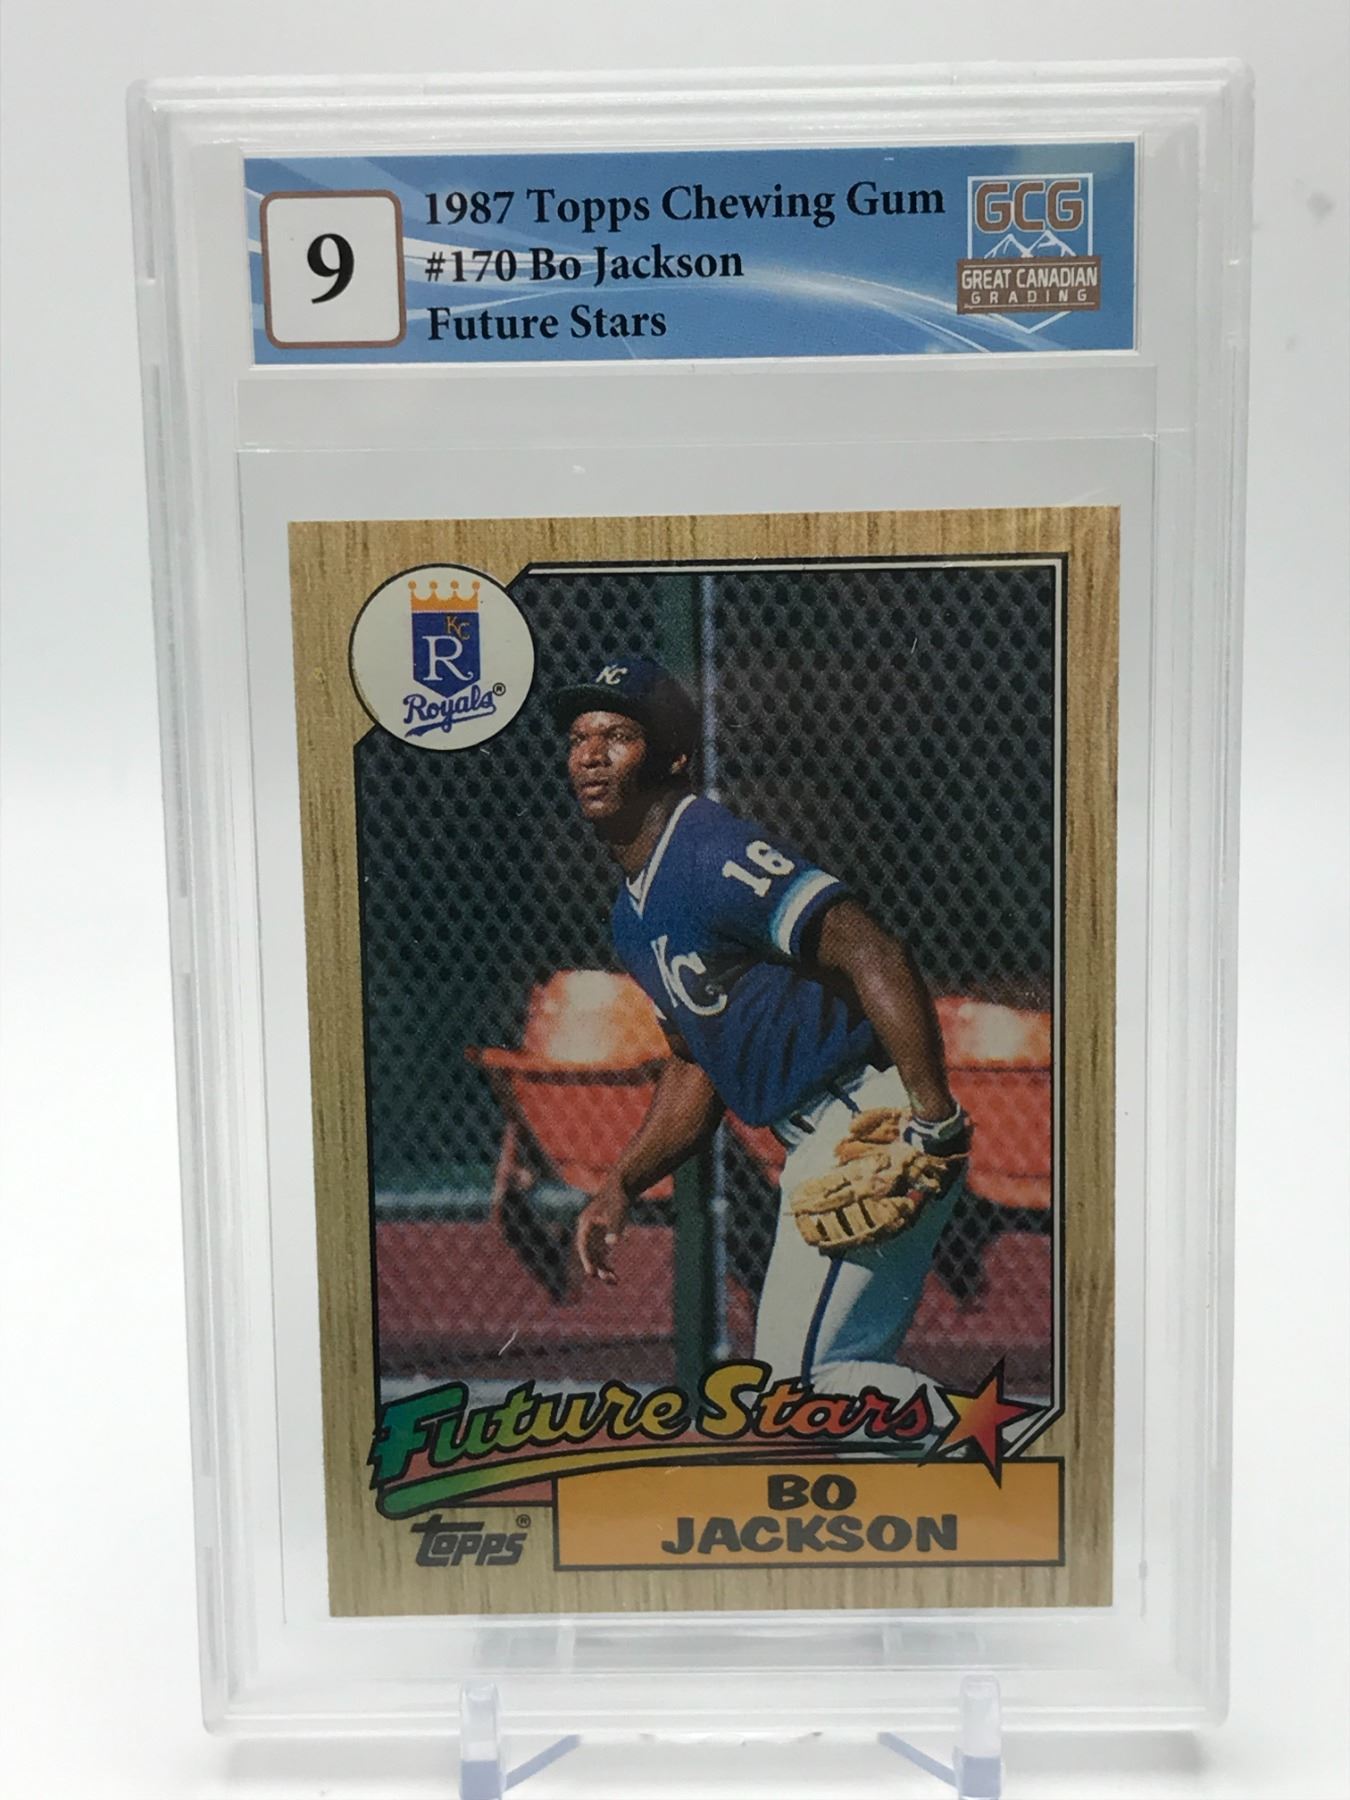 9
1987 Topps Chewing Gum
#170 Bo Jackson
Future Stars
GCG
GREAT CANADIAN
GRADING
KC
R
Royals®
KC
16
KC
Future Stars
BO
JACKSON
Topps®